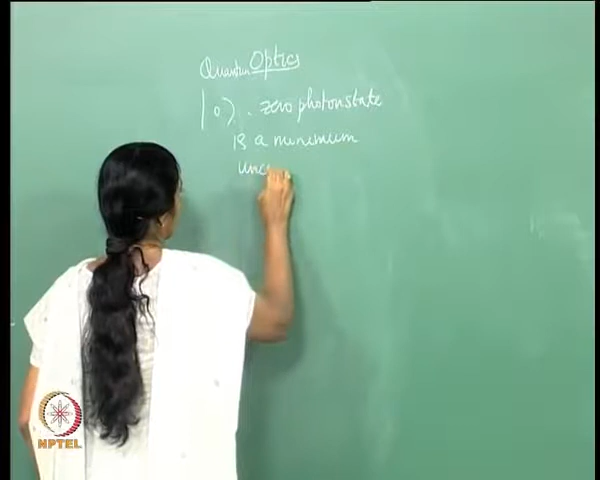 Quantum Optics
|0⟩ . zero photon state
is a minimum
unc
NPTEL